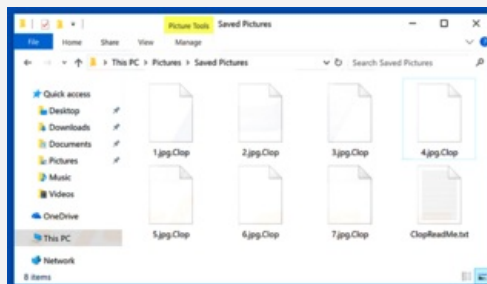 Picture Tools Saved Pictures
File Home Share View Manage
This PC > Pictures > Saved Pictures
Search Saved Pictures
Quick access
Desktop
Downloads
Documents
Pictures
Music
Videos
OneDrive
This PC
Network
1.jpg.Clop 2.jpg.Clop 3.jpg.Clop 4.jpg.Clop
5.jpg.Clop 6.jpg.Clop 7.jpg.Clop ClopReadMe.txt
8 items